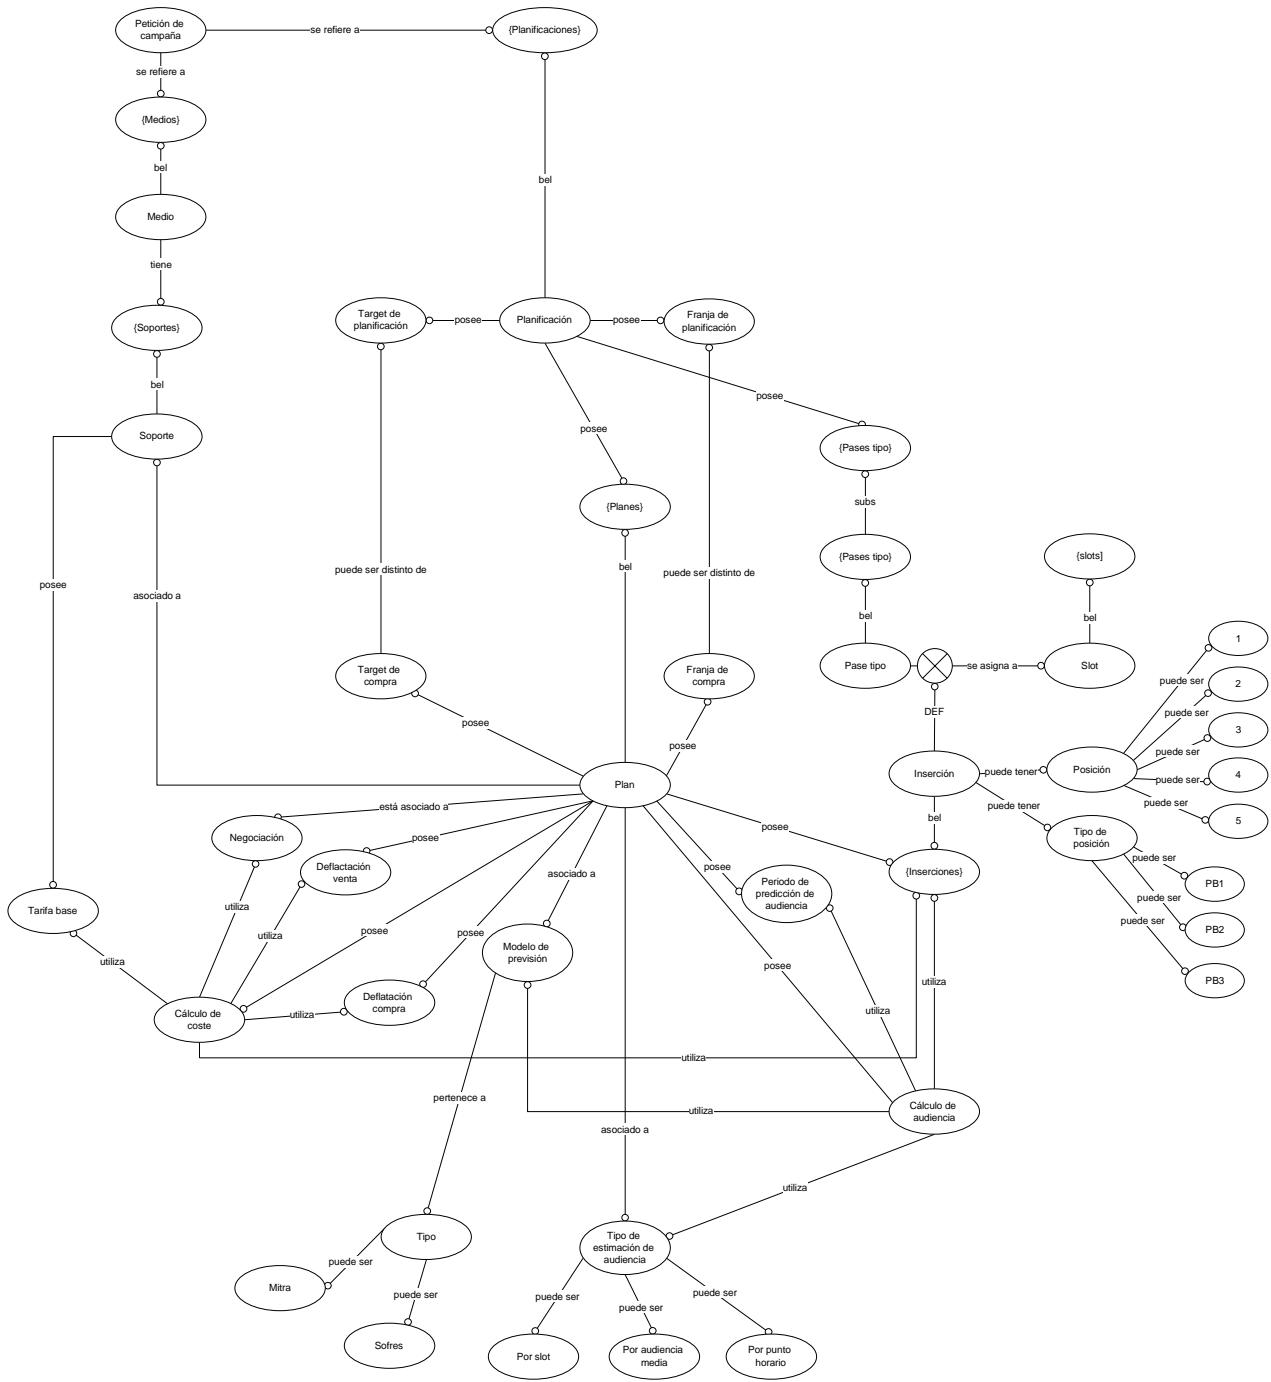 Petición de
campaña
se refiere a
{Planificaciones}
se refiere a
{Medios}
bel
bel
Medio
tiene
{Soportes}
Target de
planificación
posee
Planificación
posee
Franja de
planificación
bel
posee
Soporte
posee
{Pases tipo}
{Planes}
subs
{Pases tipo}
{slots]
posee
asociado a
puede ser distinto de
bel
puede ser distinto de
bel
bel
Target de
compra
Franja de
compra
Pase tipo
se asigna a
Slot
1
puede ser
2
puede ser
3
puede ser
4
puede ser
5
puede ser
DEF
posee
posee
Plan
Inserción
puede tener
Posición
puede tener
Tipo de
posición
bel
está asociado a
Negociación
posee
Deflactación
venta
posee
{Inserciones}
asociado a
posee
Periodo de
predicción de
audiencia
puede ser
PB1
puede ser
PB2
puede ser
PB3
Tarifa base
utiliza
utiliza
posee
posee
Modelo de
previsión
utiliza
posee
utiliza
Cálculo de
coste
utiliza
Deflatación
compra
utiliza
utiliza
pertenece a
utiliza
Cálculo de
audiencia
asociado a
utiliza
Tipo
Tipo de
estimación de
audiencia
puede ser
Mitra
puede ser
Sofres
puede ser
Por slot
puede ser
Por audiencia
media
puede ser
Por punto
horario